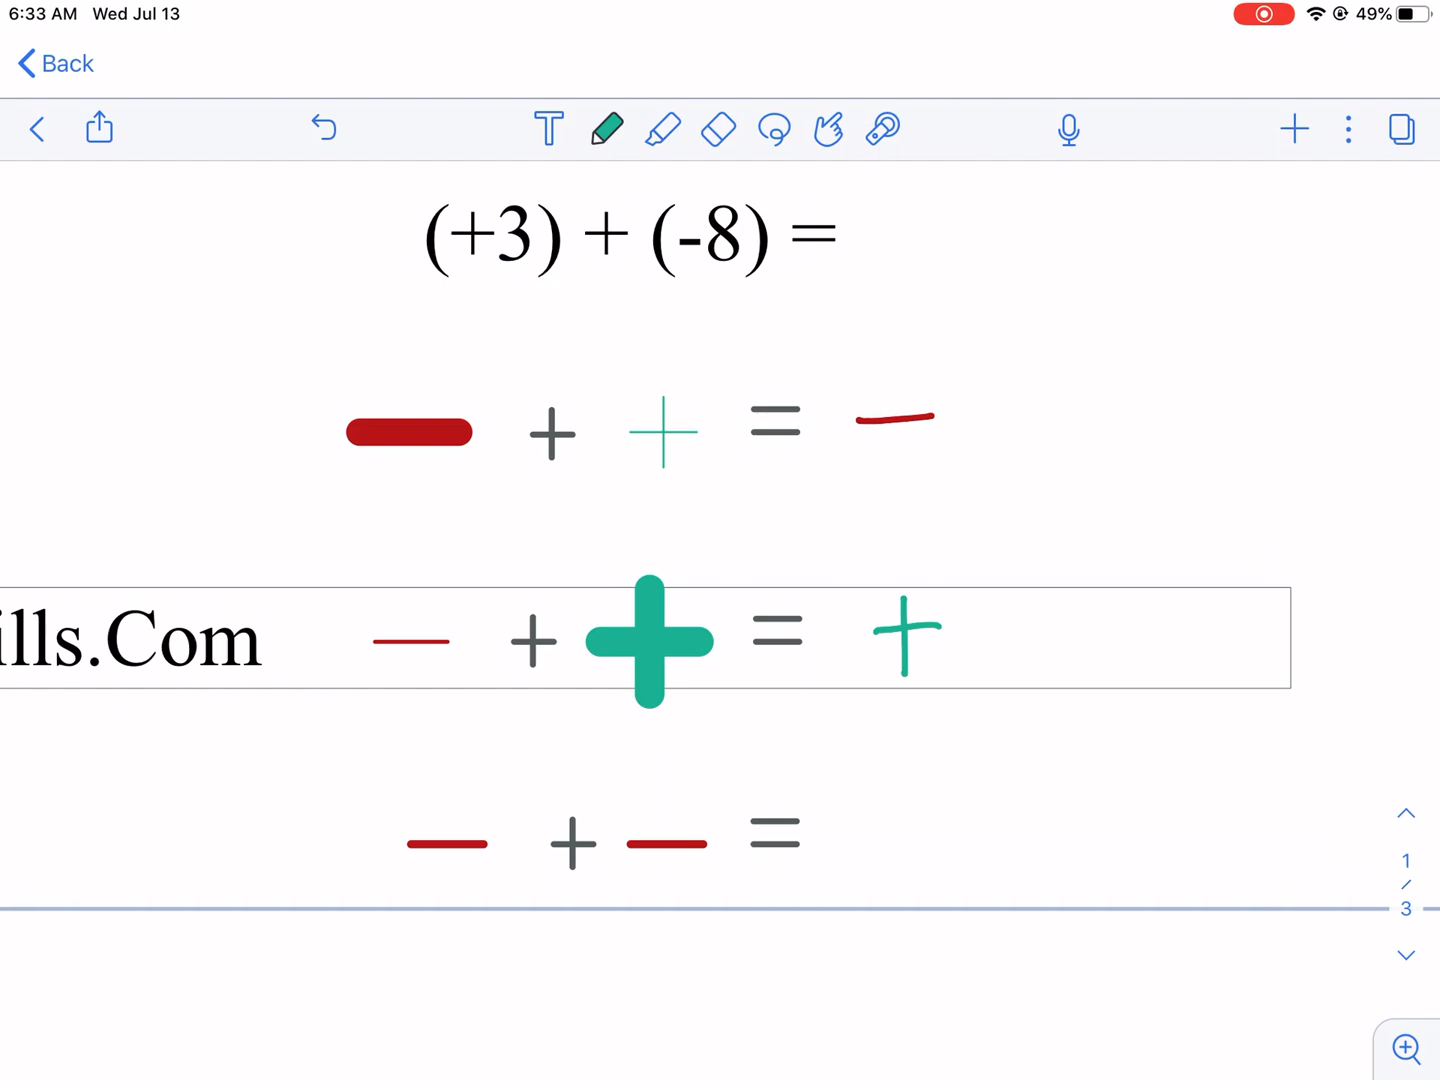 6:33 AM Wed Jul 13 49%
Back
(+3) + (-8) =
− + + = −
ills.Com − + + = +
− + − =
1
/
3